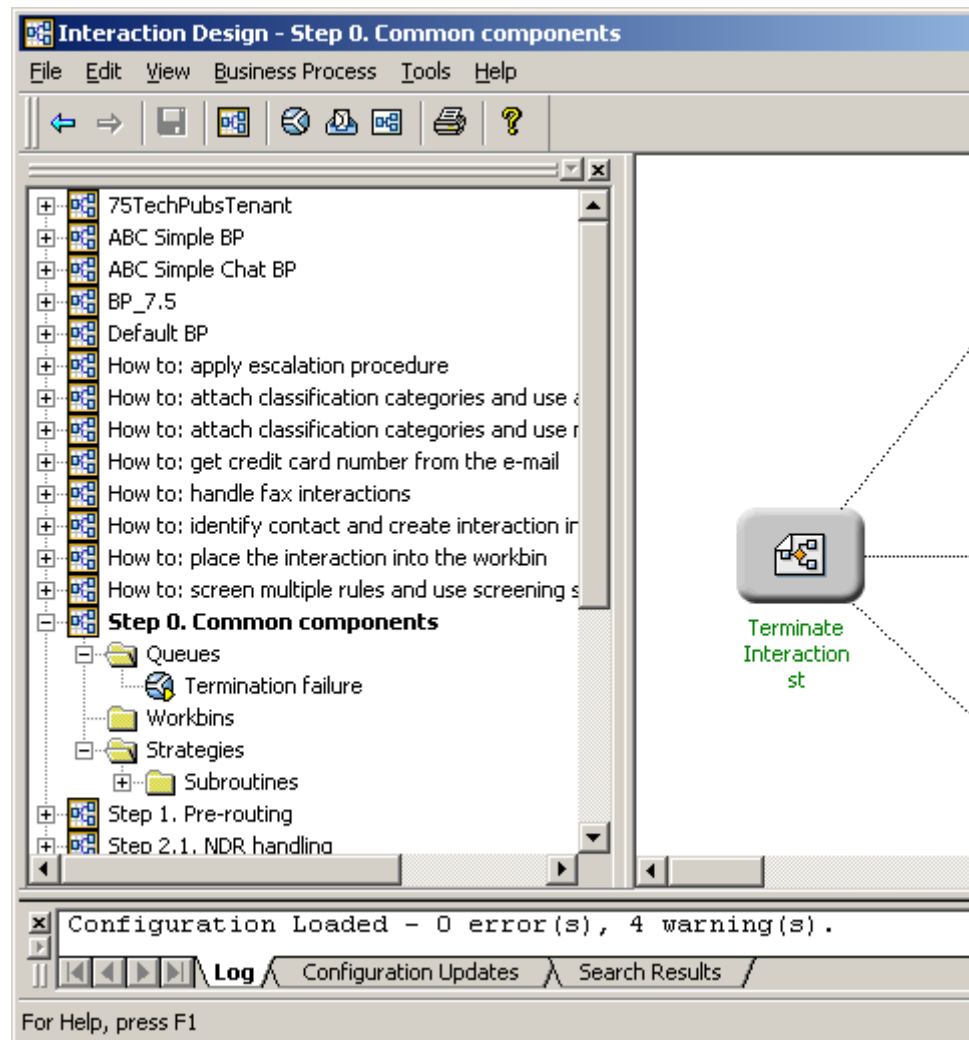 Interaction Design - Step 0. Common components
File Edit View Business Process Tools Help
75TechPubsTenant
ABC Simple BP
ABC Simple Chat BP
BP_7.5
Default BP
How to: apply escalation procedure
How to: attach classification categories and use
How to: attach classification categories and use
How to: get credit card number from the e-mail
How to: handle fax interactions
How to: identify contact and create interaction
How to: place the interaction into the workbin
How to: screen multiple rules and use screening
Step 0. Common components
Queues
Termination failure
Workbins
Strategies
Subroutines
Step 1. Pre-routing
Step 2.1. NDR handling
Terminate
Interaction
st
Configuration Loaded - 0 error(s), 4 warning(s).
Log Configuration Updates Search Results
For Help, press F1